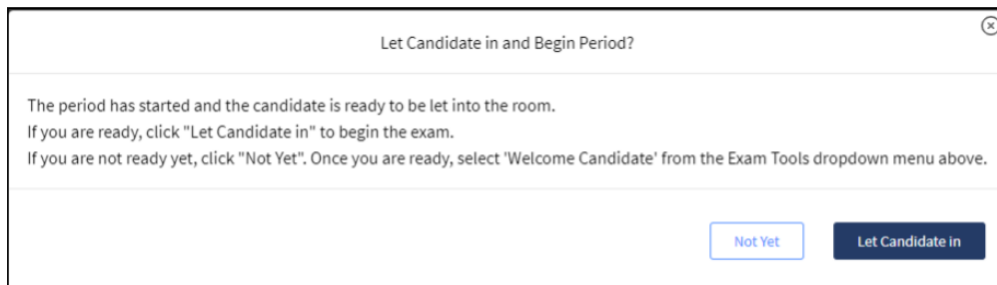 Let Candidate in and Begin Period?
The period has started and the candidate is ready to be let into the room.
If you are ready, click "Let Candidate in" to begin the exam.
If you are not ready yet, click "Not Yet". Once you are ready, select 'Welcome Candidate' from the Exam Tools dropdown menu above.
Not Yet
Let Candidate in